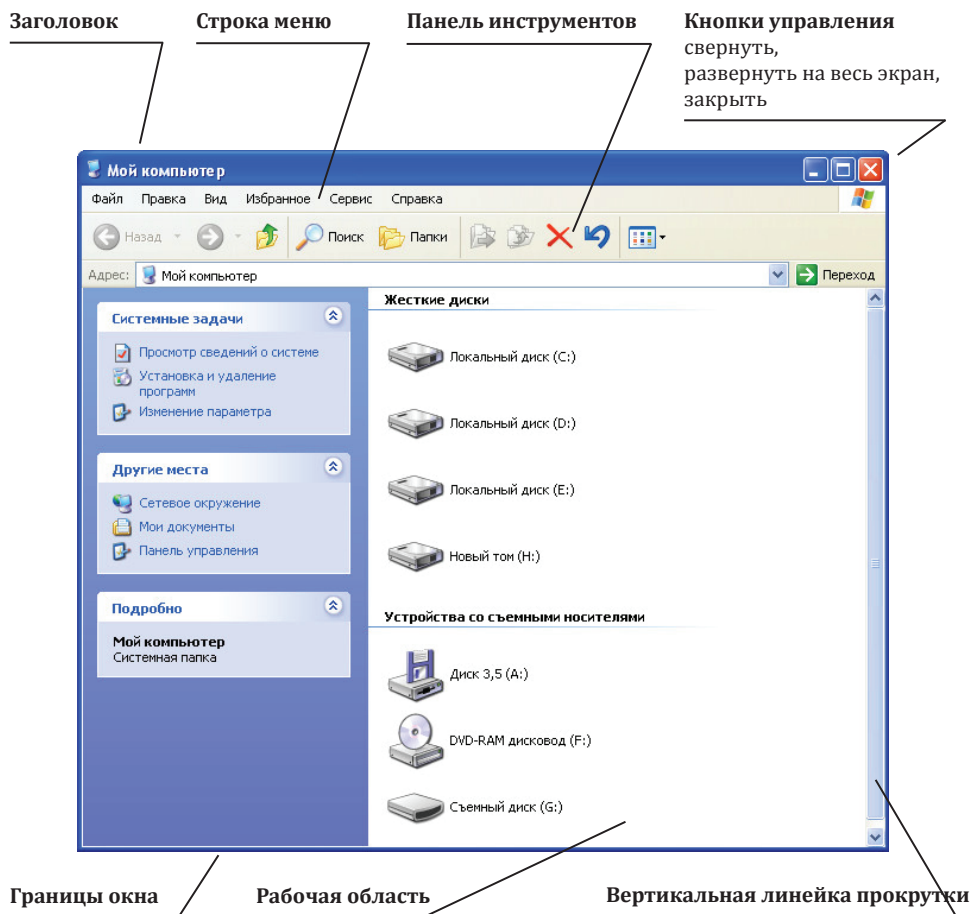 Заголовок
Строка меню
Панель инструментов
Кнопки управления
свернуть,
развернуть на весь экран,
закрыть
Мой компьютер
Файл Правка Вид Избранное Сервис Справка
Назад Поиск Папки
Адрес: Мой компьютер Переход
Системные задачи
Просмотр сведений о системе
Установка и удаление
программ
Изменение параметра
Другие места
Сетевое окружение
Мои документы
Панель управления
Подробно
Мой компьютер
Системная папка
Жесткие диски
Локальный диск (C:)
Локальный диск (D:)
Локальный диск (E:)
Новый том (H:)
Устройства со съемными носителями
Диск 3,5 (A:)
DVD-RAM дисковод (F:)
Съемный диск (G:)
Границы окна
Рабочая область
Вертикальная линейка прокрутки